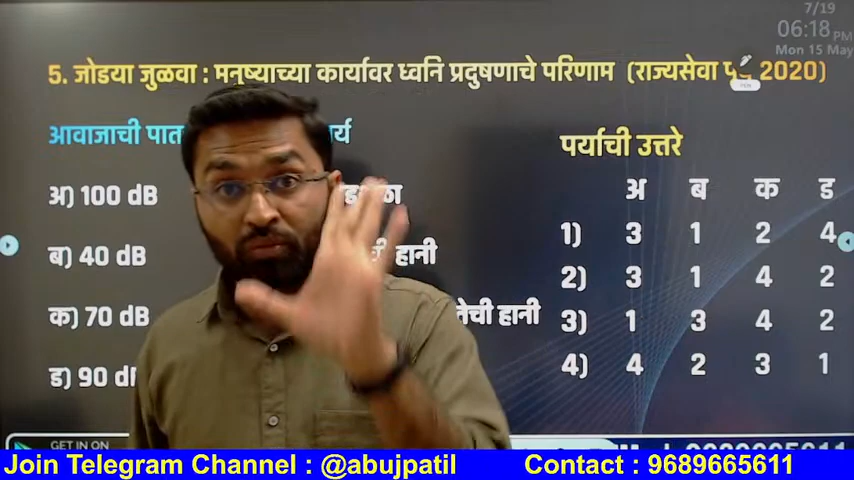 7/19
06:18 PM
Mon 15 May
5. जोडया जुळवा : मनुष्याच्या कार्यावर ध्वनि प्रदुषणाचे परिणाम (राज्यसेवा 2020)
आवाजाची
पर्याची उत्तरे
अ ब क ड
अ) 100 dB
1) 3 1 2 4
ब) 40 dB
हानी
2) 3 1 4 2
क) 70 dB
हानी
3) 1 3 4 2
ड) 90 dB
4) 4 2 3 1
GET IN ON
Join Telegram Channel : @abujpatil
Contact : 9689665611